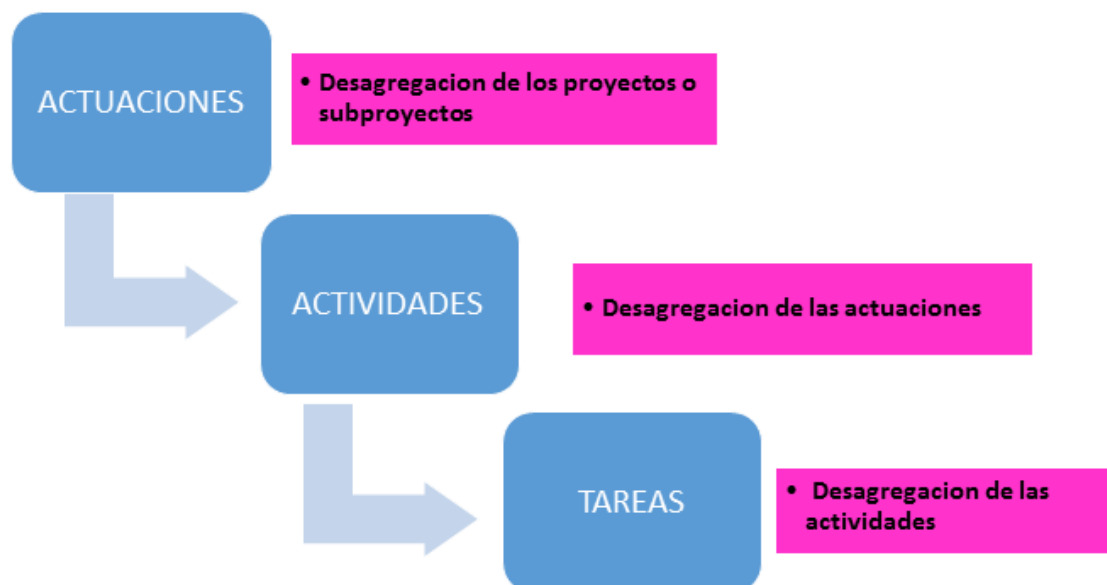 ACTUACIONES
• Desagregacion de los proyectos o
subproyectos
ACTIVIDADES
• Desagregacion de las actuaciones
TAREAS
• Desagregacion de las
actividades